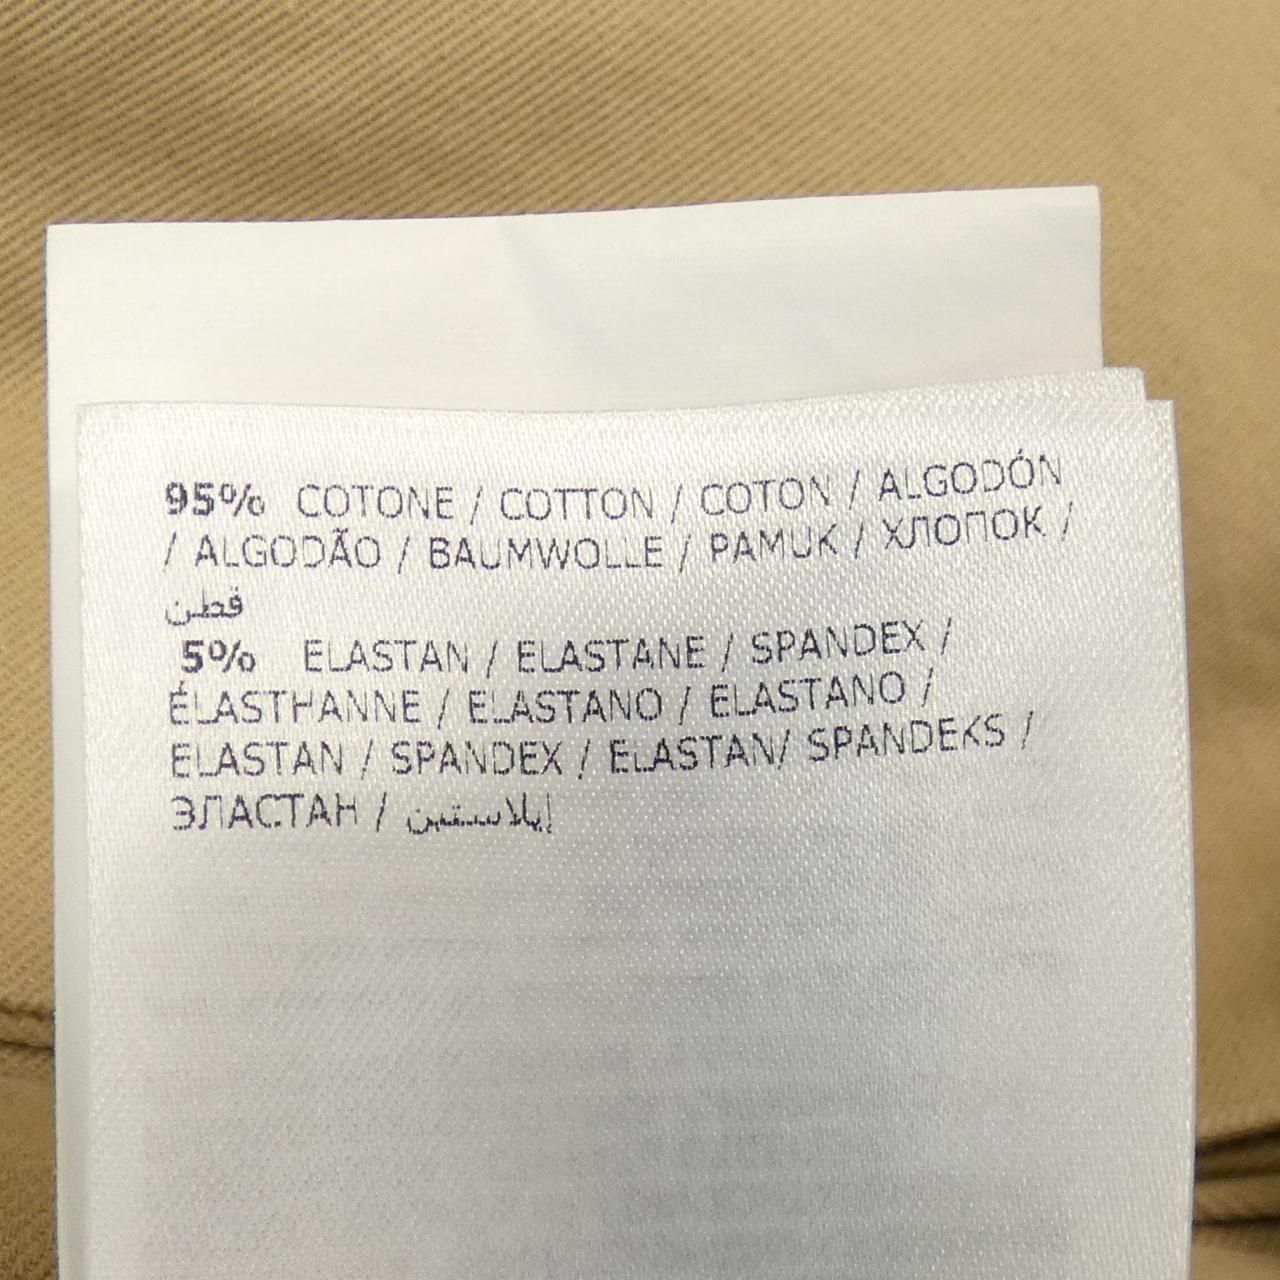 95% COTONE / COTTON / COTON / ALGODÓN
/ ALGODÃO / BAUMWOLLE / PAMUK / ХЛОПОК /
قطن
5% ELASTAN / ELASTANE / SPANDEX /
ÉLASTHANNE / ELASTANO / ELASTANO /
ELASTAN / SPANDEX / ELASTAN/ SPANDEKS /
ЭЛАСТАН / إيلاستين